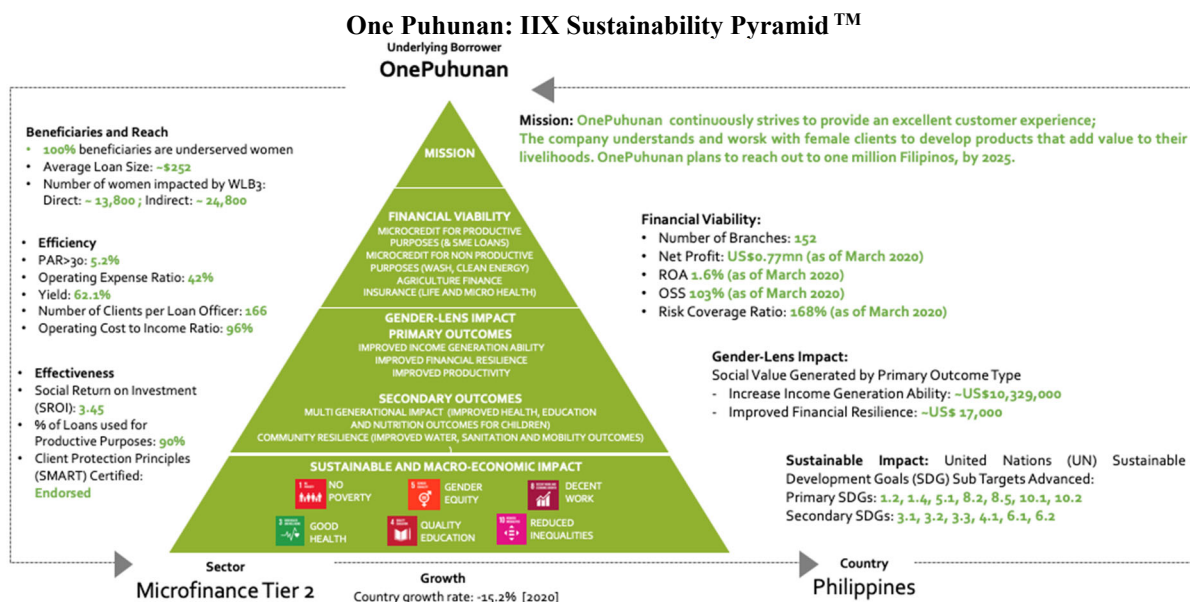 One Puhunan: IIX Sustainability Pyramid™
Underlying Borrower
OnePuhunan
Beneficiaries and Reach
• 100% beneficiaries are underserved women
• Average Loan Size: ~$252
• Number of women impacted by WLB3:
Direct: ~ 13,800 ; Indirect: ~ 24,800
• Efficiency
• PAR>30: 5.2%
• Operating Expense Ratio: 42%
• Yield: 62.1%
• Number of Clients per Loan Officer: 166
• Operating Cost to Income Ratio: 96%
• Effectiveness
• Social Return on Investment
(SROI): 3.45
• % of Loans used for
Productive Purposes: 90%
• Client Protection Principles
(SMART) Certified:
Endorsed
MISSION
FINANCIAL VIABILITY
MICROCREDIT FOR PRODUCTIVE
PURPOSES (& SME LOANS)
MICROCREDIT FOR NON PRODUCTIVE
PURPOSES (WASH, CLEAN ENERGY)
AGRICULTURE FINANCE
INSURANCE (LIFE AND MICRO HEALTH)
GENDER-LENS IMPACT
PRIMARY OUTCOMES
IMPROVED INCOME GENERATION ABILITY
IMPROVED FINANCIAL RESILIENCE
IMPROVED PRODUCTIVITY
SECONDARY OUTCOMES
MULTI GENERATIONAL IMPACT (IMPROVED HEALTH, EDUCATION
AND NUTRITION OUTCOMES FOR CHILDREN)
COMMUNITY RESILIENCE (IMPROVED WATER, SANITATION AND MOBILITY OUTCOMES)
\
SUSTAINABLE AND MACRO-ECONOMIC IMPACT
1
NO
POVERTY
5
GENDER
EQUITY
8
DECENT
WORK
3
GOOD
HEALTH
4
QUALITY
EDUCATION
10
REDUCED
INEQUALITIES
Mission: OnePuhunan continuously strives to provide an excellent customer experience;
The company understands and worsk with female clients to develop products that add value to their
livelihoods. OnePuhunan plans to reach out to one million Filipinos, by 2025.
Financial Viability:
• Number of Branches: 152
• Net Profit: US$0.77mn (as of March 2020)
• ROA 1.6% (as of March 2020)
• OSS 103% (as of March 2020)
• Risk Coverage Ratio: 168% (as of March 2020)
Gender-Lens Impact:
Social Value Generated by Primary Outcome Type
- Increase Income Generation Ability: ~US$10,329,000
- Improved Financial Resilience: ~US$ 17,000
Sustainable Impact: United Nations (UN) Sustainable
Development Goals (SDG) Sub Targets Advanced:
Primary SDGs: 1.2, 1.4, 5.1, 8.2, 8.5, 10.1, 10.2
Secondary SDGs: 3.1, 3.2, 3.3, 4.1, 6.1, 6.2
Sector
Microfinance Tier 2
Growth
Country growth rate: -15.2% [2020]
Country
Philippines